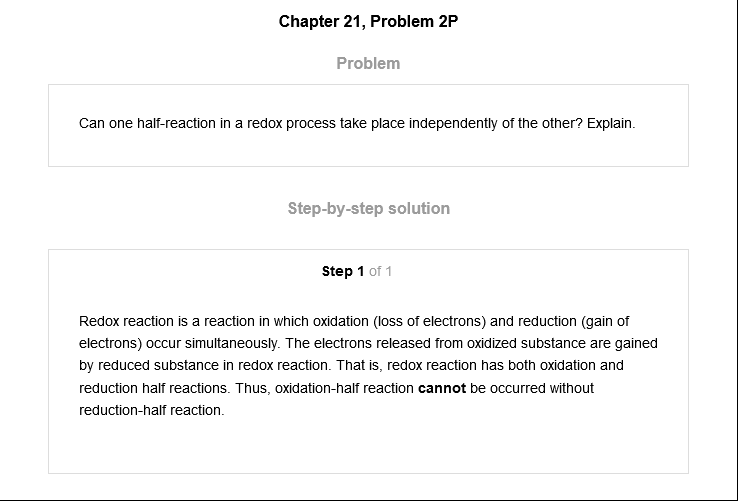 Chapter 21, Problem 2P
Problem
Can one half-reaction in a redox process take place independently of the other? Explain.
Step-by-step solution
Step 1 of 1
Redox reaction is a reaction in which oxidation (loss of electrons) and reduction (gain of
electrons) occur simultaneously. The electrons released from oxidized substance are gained
by reduced substance in redox reaction. That is, redox reaction has both oxidation and
reduction half reactions. Thus, oxidation-half reaction cannot be occurred without
reduction-half reaction.